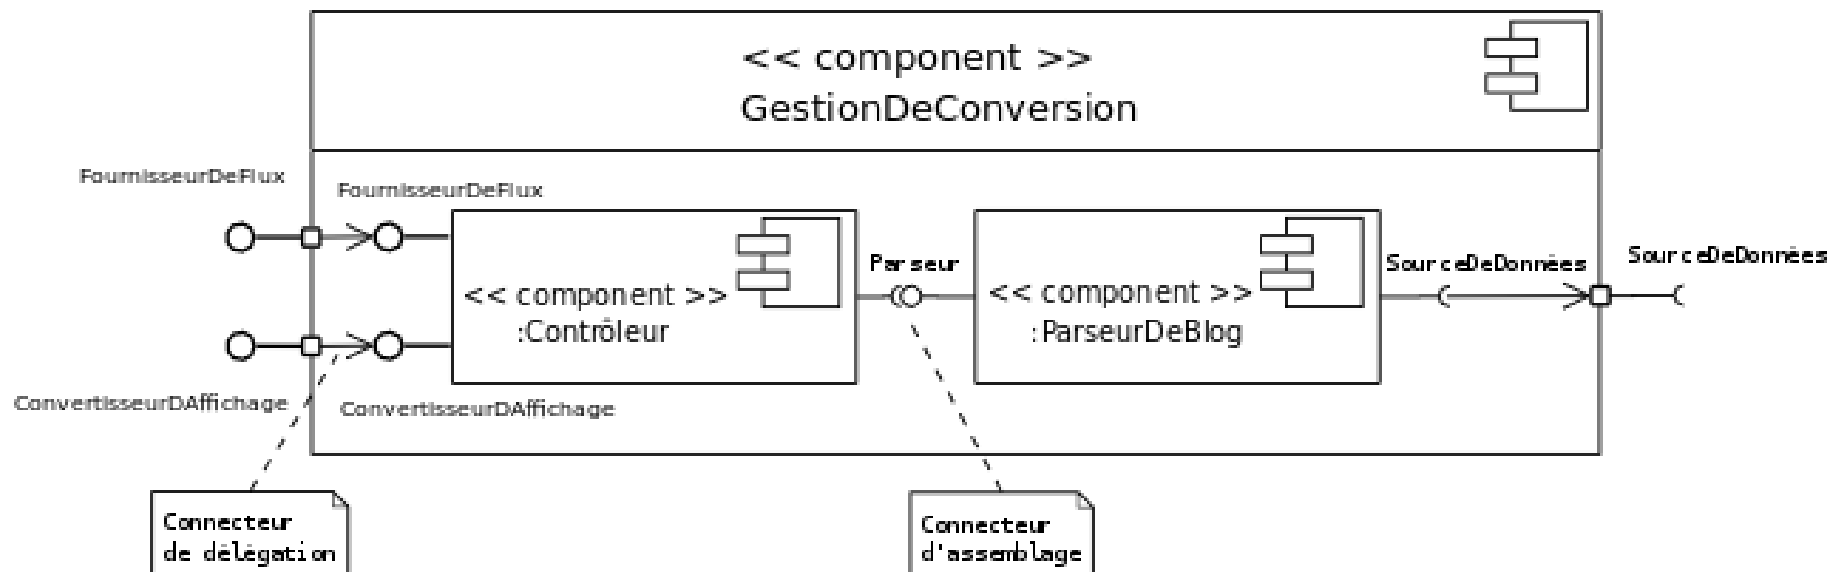 << component >>
GestionDeConversion
FournisseurDeFlux
FournisseurDeFlux
<< component >>
:Contrôleur
Parseur
<< component >>
:ParseurDeBlog
SourceDeDonnées
SourceDeDonnées
ConvertisseurDAffichage
ConvertisseurDAffichage
Connecteur
de délégation
Connecteur
d'assemblage